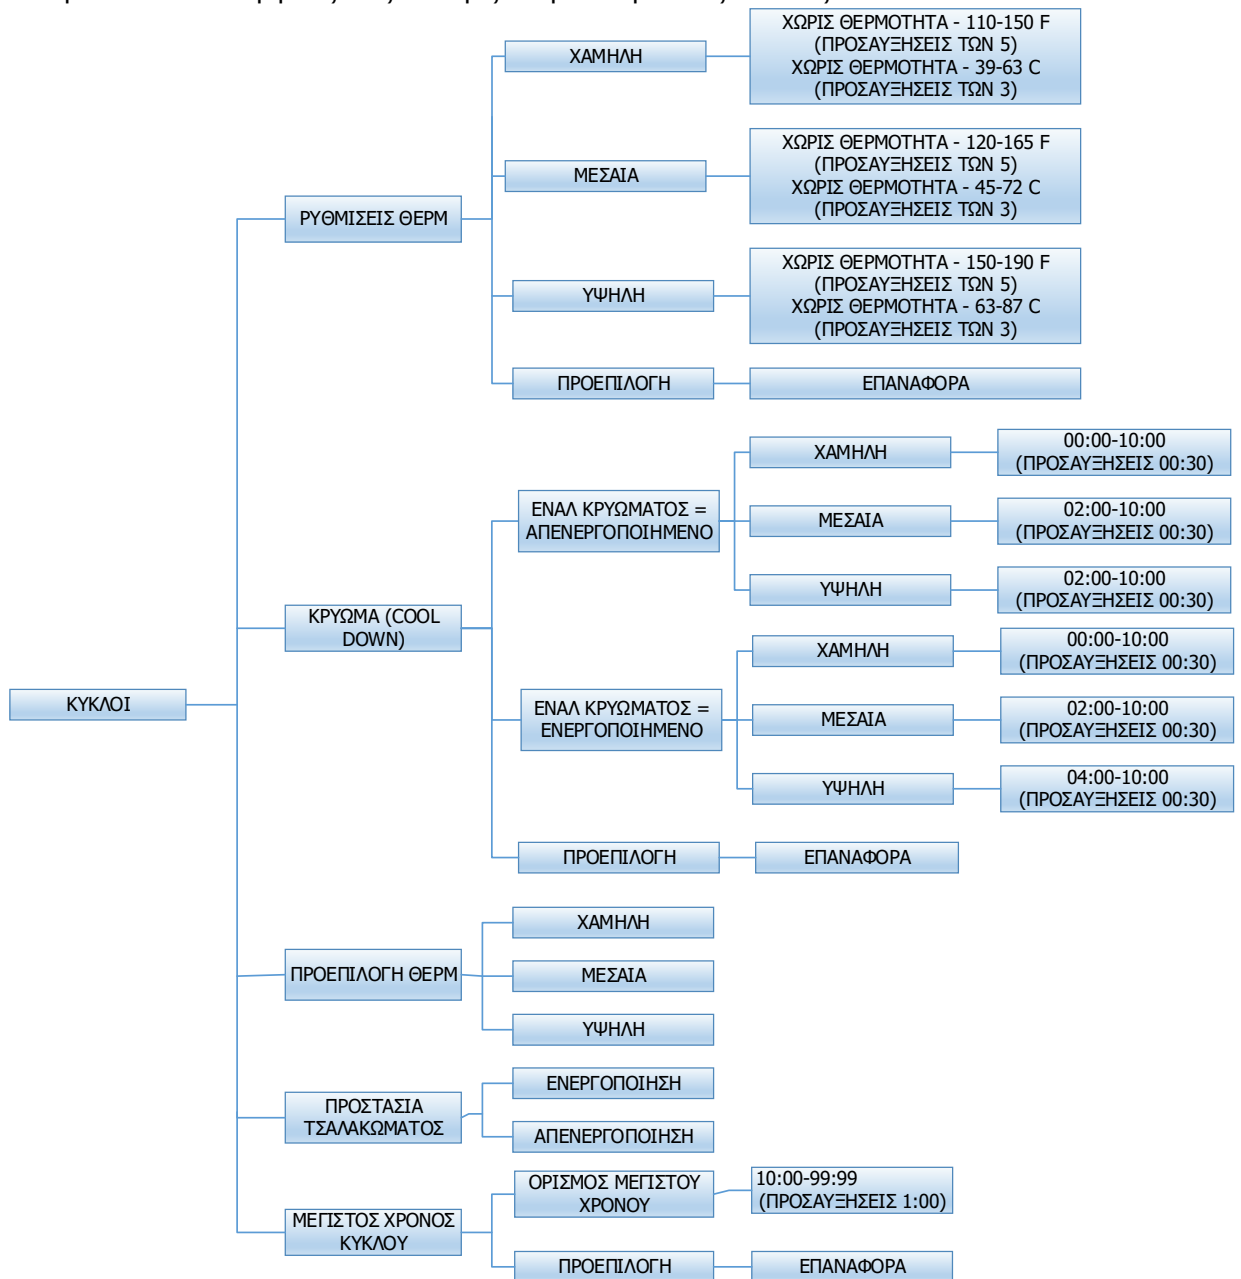 ΧΑΜΗΛΗ
ΧΩΡΙΣ ΘΕΡΜΟΤΗΤΑ - 110-150 F
(ΠΡΟΣΑΥΞΗΣΕΙΣ ΤΩΝ 5)
ΧΩΡΙΣ ΘΕΡΜΟΤΗΤΑ - 39-63 C
(ΠΡΟΣΑΥΞΗΣΕΙΣ ΤΩΝ 3)
ΜΕΣΑΙΑ
ΧΩΡΙΣ ΘΕΡΜΟΤΗΤΑ - 120-165 F
(ΠΡΟΣΑΥΞΗΣΕΙΣ ΤΩΝ 5)
ΧΩΡΙΣ ΘΕΡΜΟΤΗΤΑ - 45-72 C
(ΠΡΟΣΑΥΞΗΣΕΙΣ ΤΩΝ 3)
ΡΥΘΜΙΣΕΙΣ ΘΕΡΜ
ΥΨΗΛΗ
ΧΩΡΙΣ ΘΕΡΜΟΤΗΤΑ - 150-190 F
(ΠΡΟΣΑΥΞΗΣΕΙΣ ΤΩΝ 5)
ΧΩΡΙΣ ΘΕΡΜΟΤΗΤΑ - 63-87 C
(ΠΡΟΣΑΥΞΗΣΕΙΣ ΤΩΝ 3)
ΠΡΟΕΠΙΛΟΓΗ
ΕΠΑΝΑΦΟΡΑ
ΕΝΑΛ ΚΡΥΩΜΑΤΟΣ =
ΑΠΕΝΕΡΓΟΠΟΙΗΜΕΝΟ
ΧΑΜΗΛΗ
00:00-10:00
(ΠΡΟΣΑΥΞΗΣΕΙΣ 00:30)
ΜΕΣΑΙΑ
02:00-10:00
(ΠΡΟΣΑΥΞΗΣΕΙΣ 00:30)
ΥΨΗΛΗ
02:00-10:00
(ΠΡΟΣΑΥΞΗΣΕΙΣ 00:30)
ΚΡΥΩΜΑ (COOL
DOWN)
ΕΝΑΛ ΚΡΥΩΜΑΤΟΣ =
ΕΝΕΡΓΟΠΟΙΗΜΕΝΟ
ΧΑΜΗΛΗ
00:00-10:00
(ΠΡΟΣΑΥΞΗΣΕΙΣ 00:30)
ΜΕΣΑΙΑ
02:00-10:00
(ΠΡΟΣΑΥΞΗΣΕΙΣ 00:30)
ΥΨΗΛΗ
04:00-10:00
(ΠΡΟΣΑΥΞΗΣΕΙΣ 00:30)
ΚΥΚΛΟΙ
ΠΡΟΕΠΙΛΟΓΗ
ΕΠΑΝΑΦΟΡΑ
ΠΡΟΕΠΙΛΟΓΗ ΘΕΡΜ
ΧΑΜΗΛΗ
ΜΕΣΑΙΑ
ΥΨΗΛΗ
ΠΡΟΣΤΑΣΙΑ
ΤΣΑΛΑΚΩΜΑΤΟΣ
ΕΝΕΡΓΟΠΟΙΗΣΗ
ΑΠΕΝΕΡΓΟΠΟΙΗΣΗ
ΜΕΓΙΣΤΟΣ ΧΡΟΝΟΣ
ΚΥΚΛΟΥ
ΟΡΙΣΜΟΣ ΜΕΓΙΣΤΟΥ
ΧΡΟΝΟΥ
10:00-99:99
(ΠΡΟΣΑΥΞΗΣΕΙΣ 1:00)
ΠΡΟΕΠΙΛΟΓΗ
ΕΠΑΝΑΦΟΡΑ